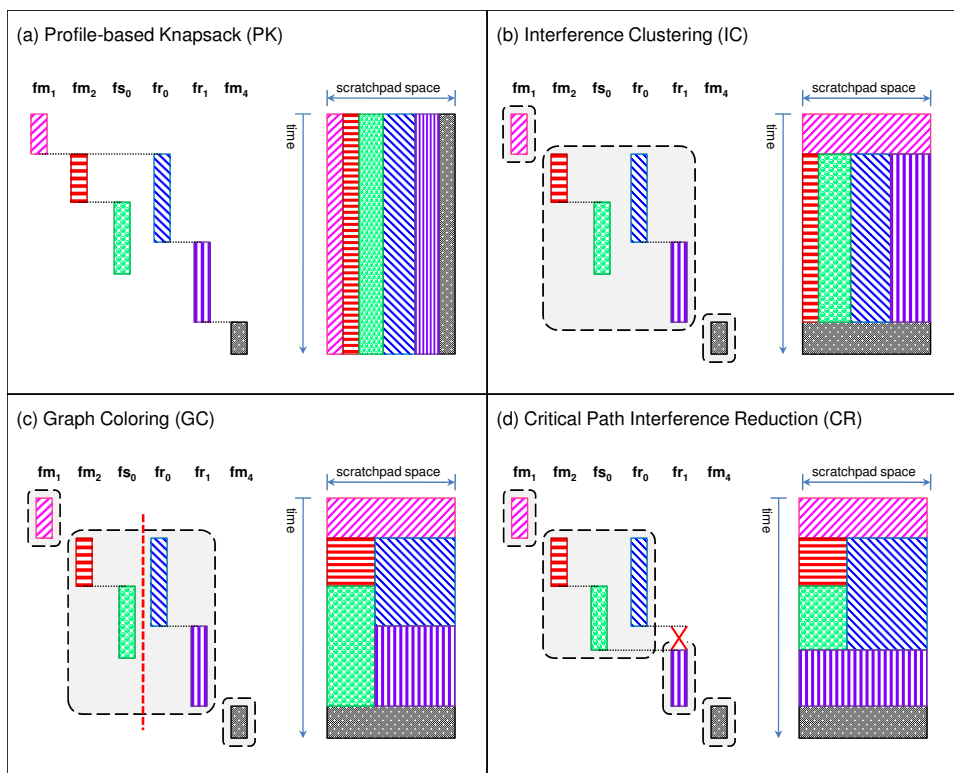 (a) Profile-based Knapsack (PK)
fm1 fm2 fs0 fr0 fr1 fm4
scratchpad space
time
(b) Interference Clustering (IC)
fm1 fm2 fs0 fr0 fr1 fm4
scratchpad space
time
(c) Graph Coloring (GC)
fm1 fm2 fs0 fr0 fr1 fm4
scratchpad space
time
(d) Critical Path Interference Reduction (CR)
fm1 fm2 fs0 fr0 fr1 fm4
scratchpad space
time